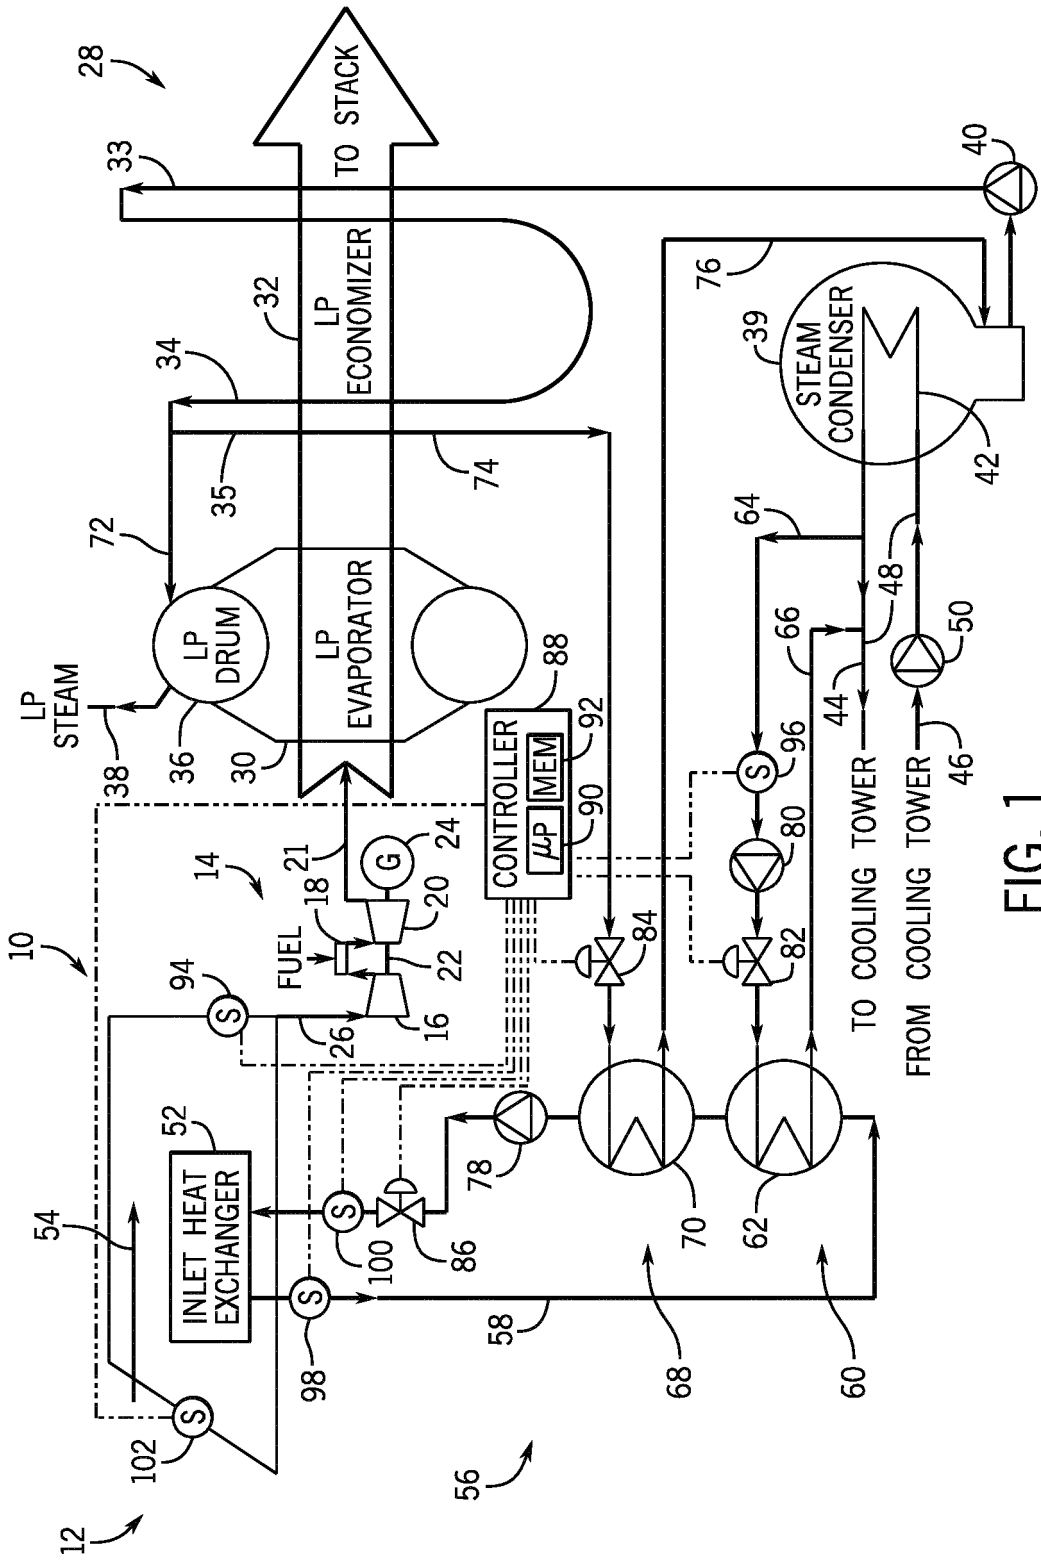 12
102
S
54
INLET HEAT
EXCHANGER
52
10
94
S
26
14
FUEL
18
16
22
20
G
24
21
LP
STEAM
38
36
30
LP
DRUM
LP
EVAPORATOR
72
35
34
32
LP
ECONOMIZER
33
28
TO STACK
74
98
S
100
S
86
78
CONTROLLER
μP
MEM
88
90
92
84
56
58
68
70
60
62
82
80
S
96
64
66
76
39
STEAM
CONDENSER
42
40
44
48
TO COOLING TOWER
FROM COOLING TOWER
46
50
FIG. 1